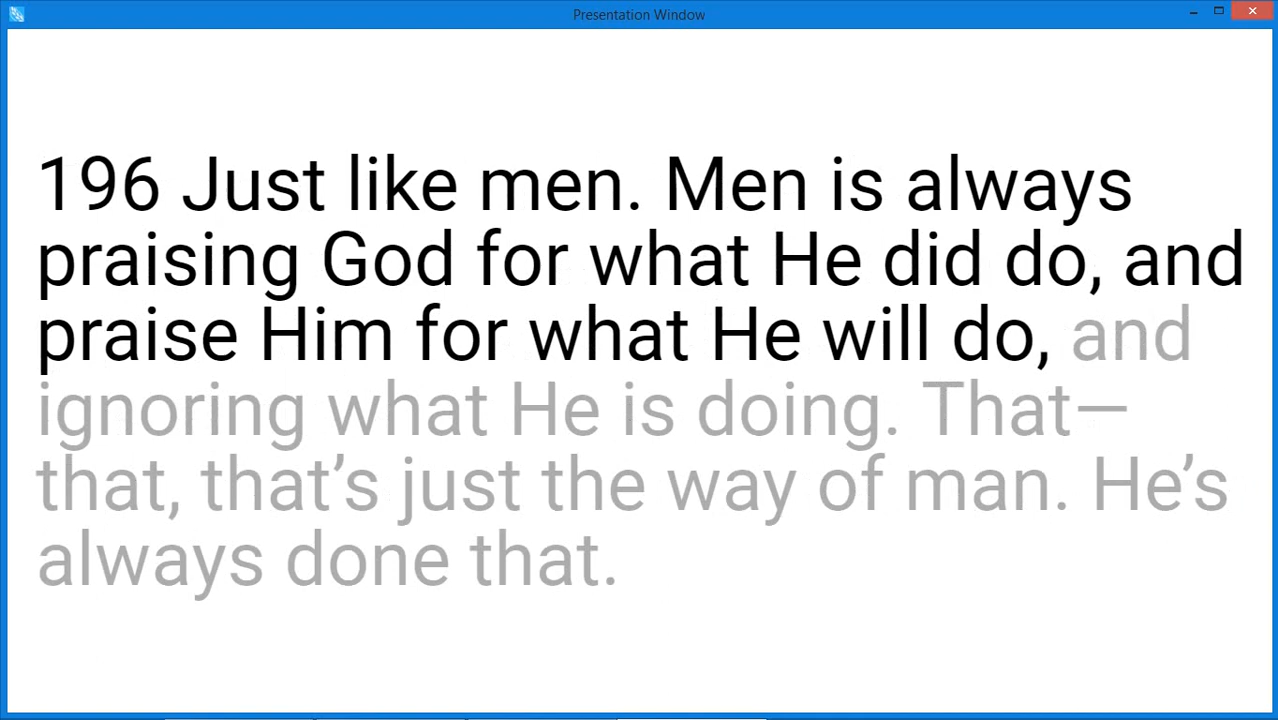 Presentation Window
196 Just like men. Men is always
praising God for what He did do, and
praise Him for what He will do, and
ignoring what He is doing. That—
that, that’s just the way of man. He’s
always done that.